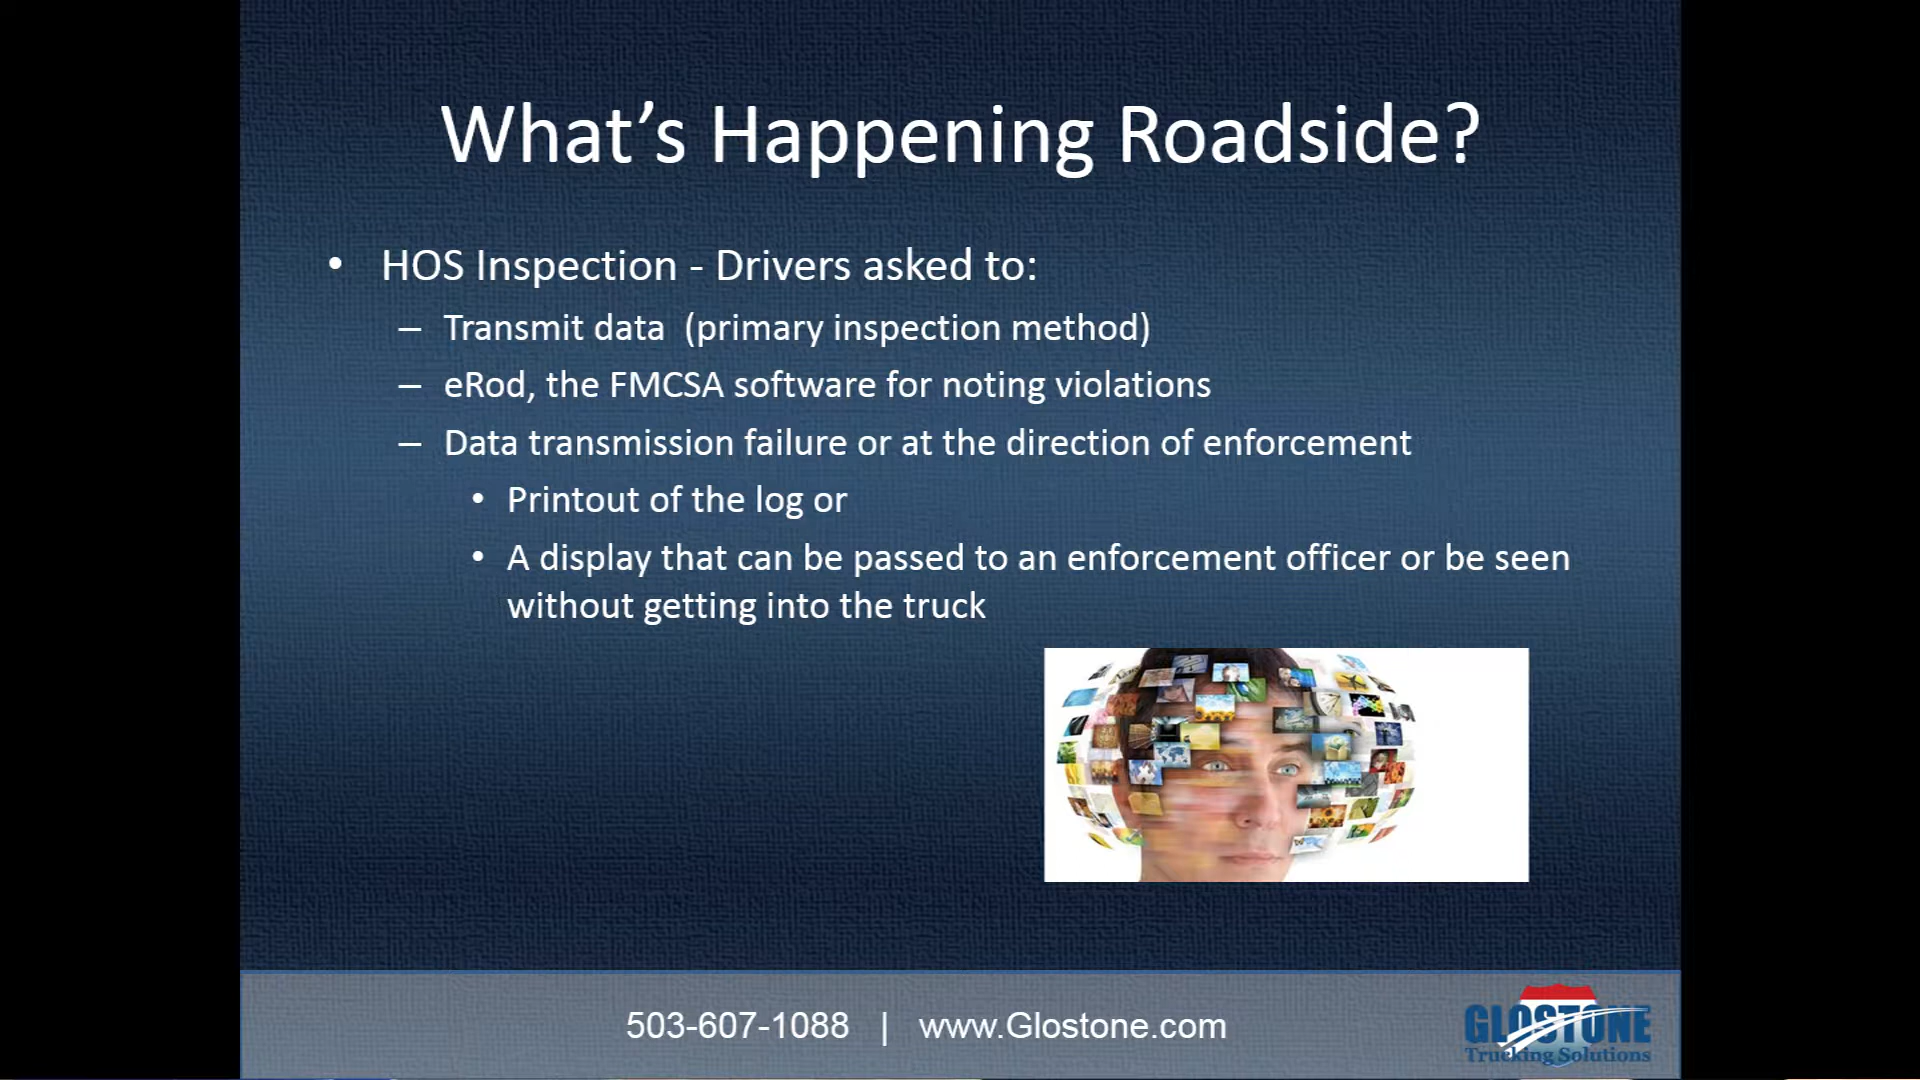 What’s Happening Roadside?
• HOS Inspection - Drivers asked to:
– Transmit data (primary inspection method)
– eRod, the FMCSA software for noting violations
– Data transmission failure or at the direction of enforcement
• Printout of the log or
• A display that can be passed to an enforcement officer or be seen
without getting into the truck
503-607-1088 | www.Glostone.com
GLOSTONE
Trucking Solutions